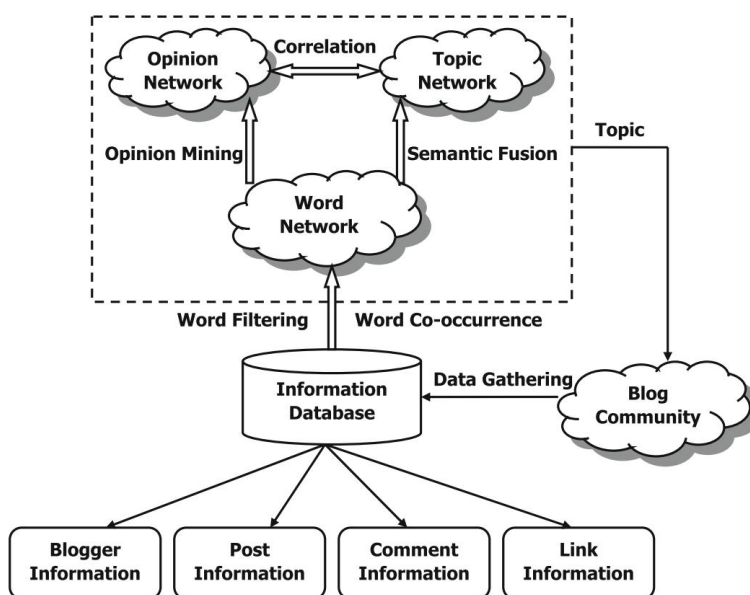 Opinion
Network
Correlation
Topic
Network
Opinion Mining
Semantic Fusion
Topic
Word
Network
Word Filtering
Word Co-occurrence
Information
Database
Data Gathering
Blog
Community
Blogger
Information
Post
Information
Comment
Information
Link
Information